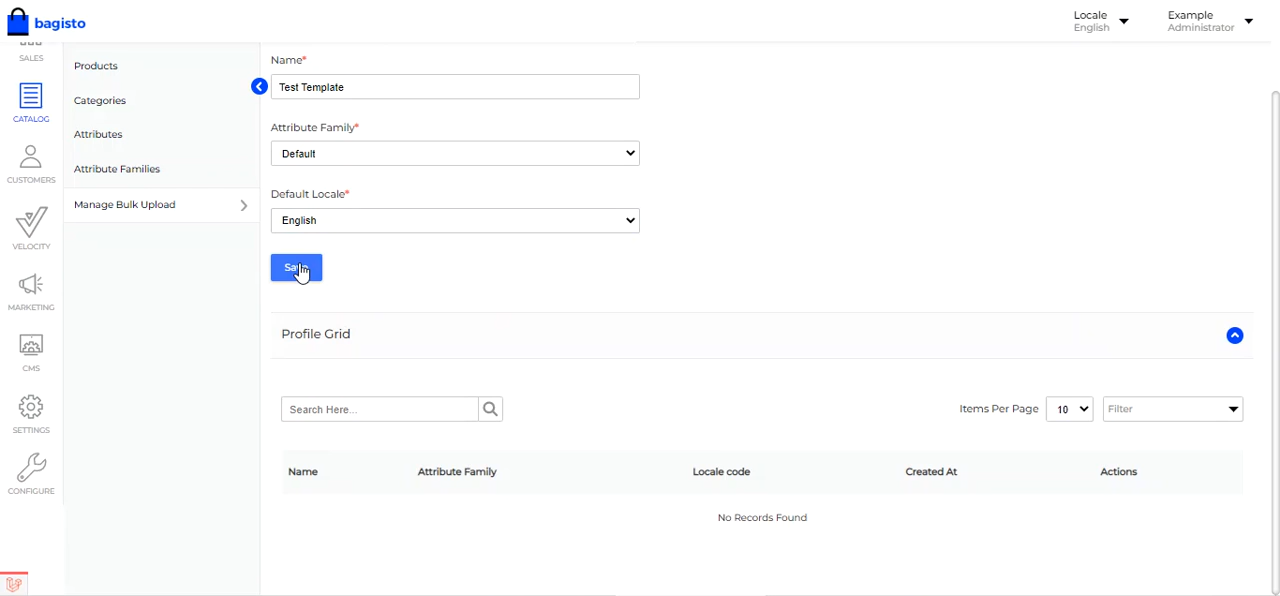 bagisto
Locale
English
Example
Administrator
SALES
CATALOG
CUSTOMERS
VELOCITY
MARKETING
CMS
SETTINGS
CONFIGURE
Products
Categories
Attributes
Attribute Families
Manage Bulk Upload
Name*
Test Template
Attribute Family*
Default
Default Locale*
English
Profile Grid
Search Here...
Items Per Page
10
Filter
Name Attribute Family Locale code Created At Actions
No Records Found